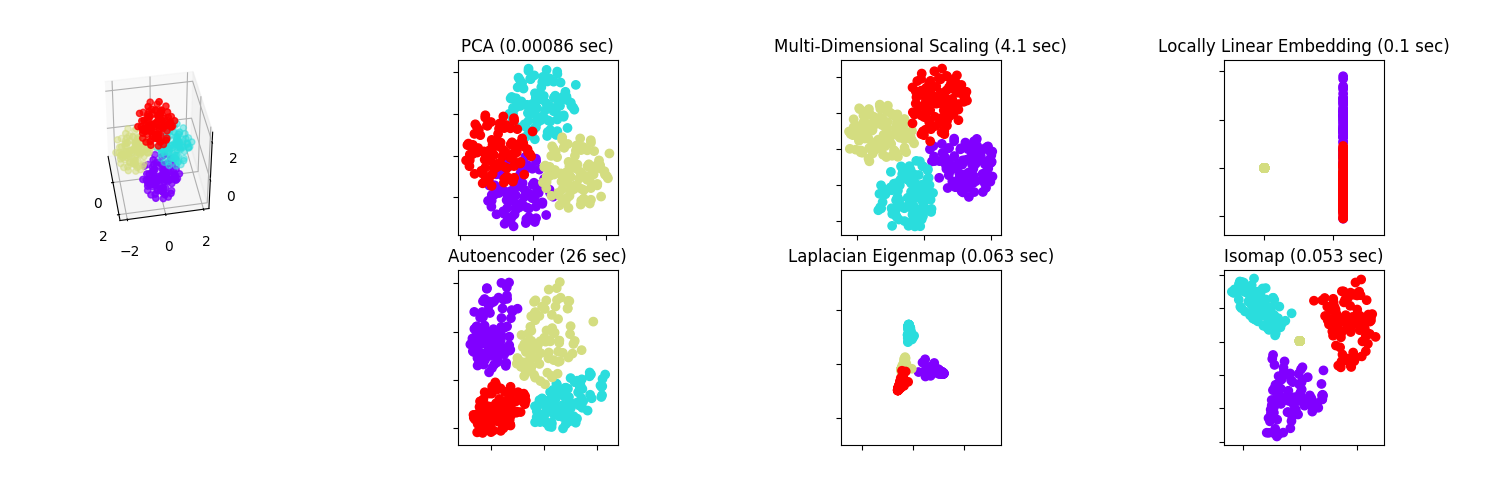 PCA (0.00086 sec)
Multi-Dimensional Scaling (4.1 sec)
Locally Linear Embedding (0.1 sec)
2
0
0
2
−2
0
2
Autoencoder (26 sec)
Laplacian Eigenmap (0.063 sec)
Isomap (0.053 sec)